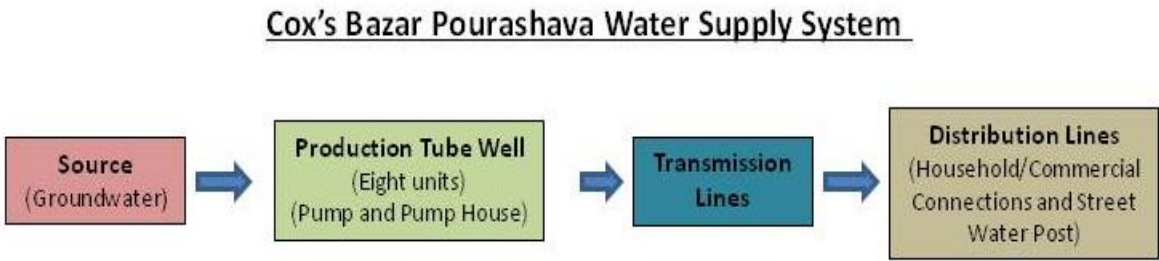 Cox's Bazar Pourashava Water Supply System
Source
(Groundwater)
Production Tube Well
(Eight units)
(Pump and Pump House)
Transmission
Lines
Distribution Lines
(Household/Commercial
Connections and Street
Water Post)